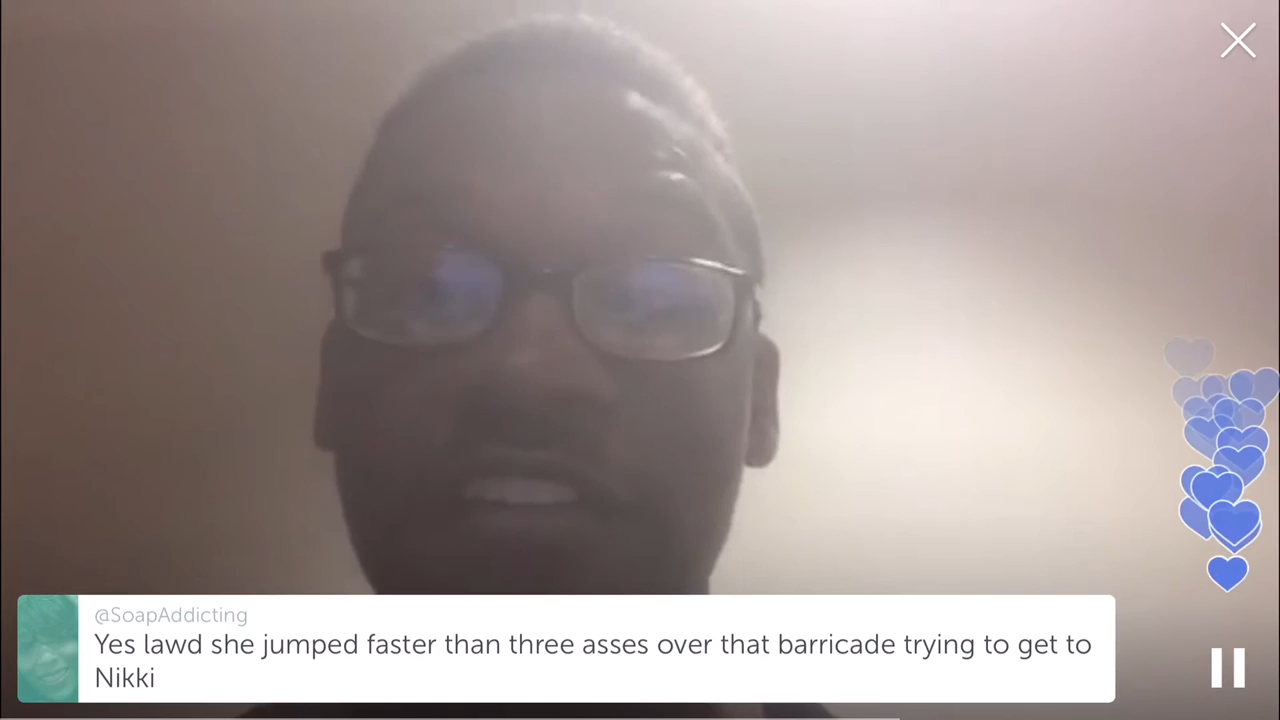 @SoapAddicting
Yes lawd she jumped faster than three asses over that barricade trying to get to
Nikki